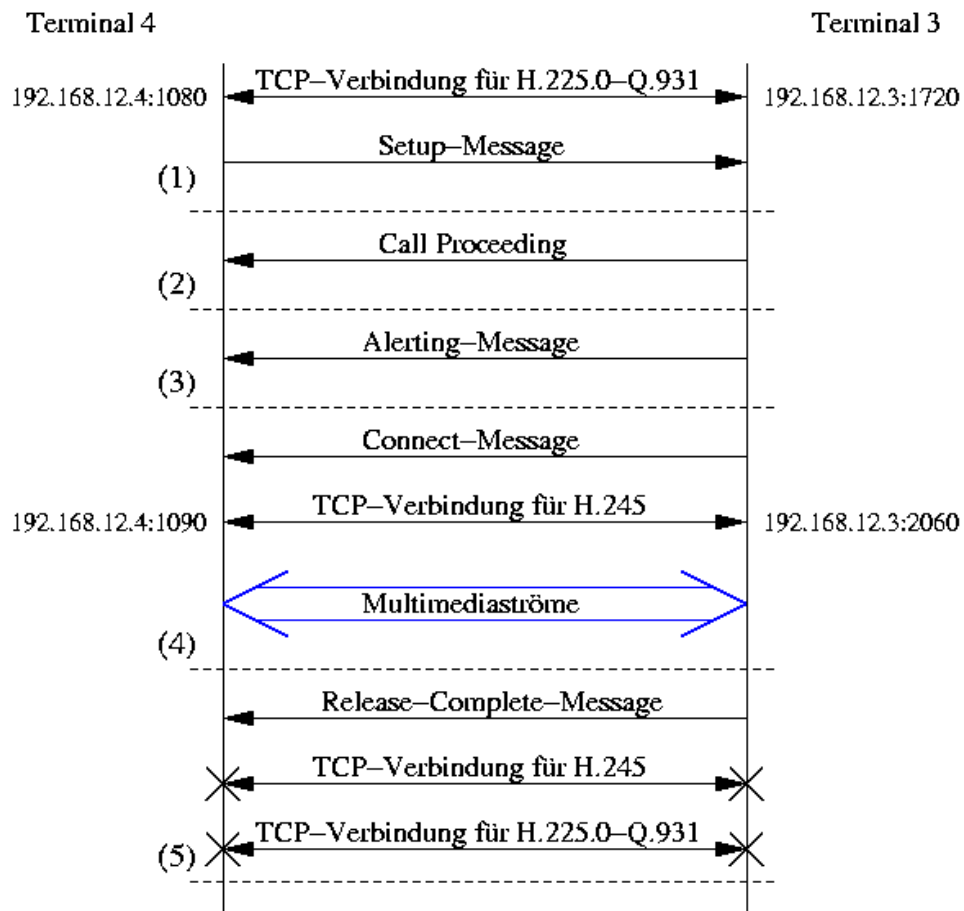 Terminal 4
Terminal 3
TCP–Verbindung für H.225.0–Q.931
192.168.12.4:1080
192.168.12.3:1720
Setup–Message
(1)
Call Proceeding
(2)
Alerting–Message
(3)
Connect–Message
TCP–Verbindung für H.245
192.168.12.4:1090
192.168.12.3:2060
Multimediaströme
(4)
Release–Complete–Message
TCP–Verbindung für H.245
TCP–Verbindung für H.225.0–Q.931
(5)